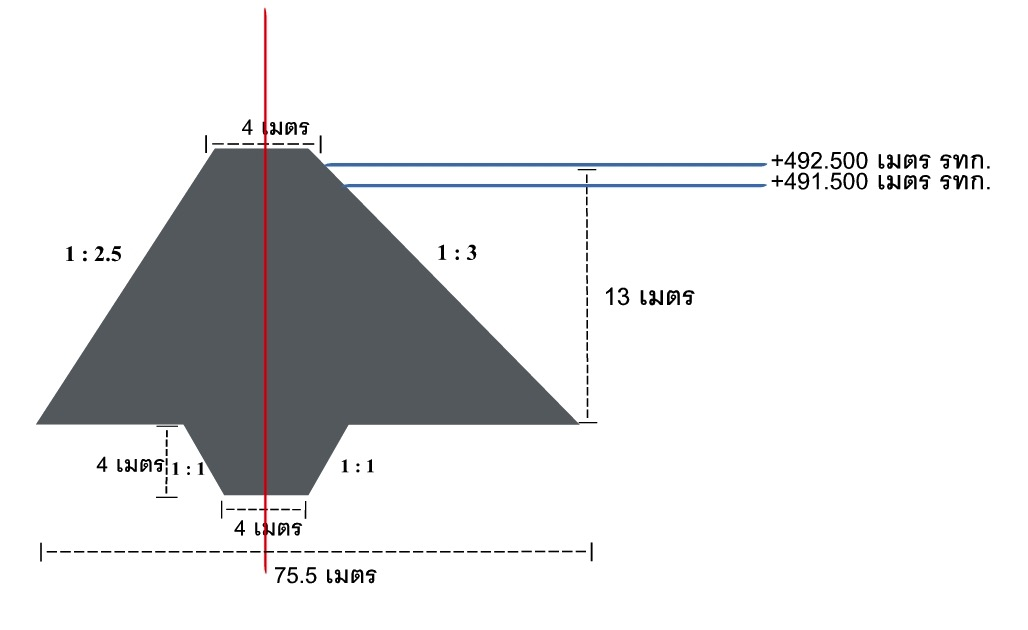 4 เมตร
+492.500 เมตร รทก.
+491.500 เมตร รทก.
1 : 2.5
1 : 3
13 เมตร
4 เมตร
1 : 1
1 : 1
4 เมตร
75.5 เมตร